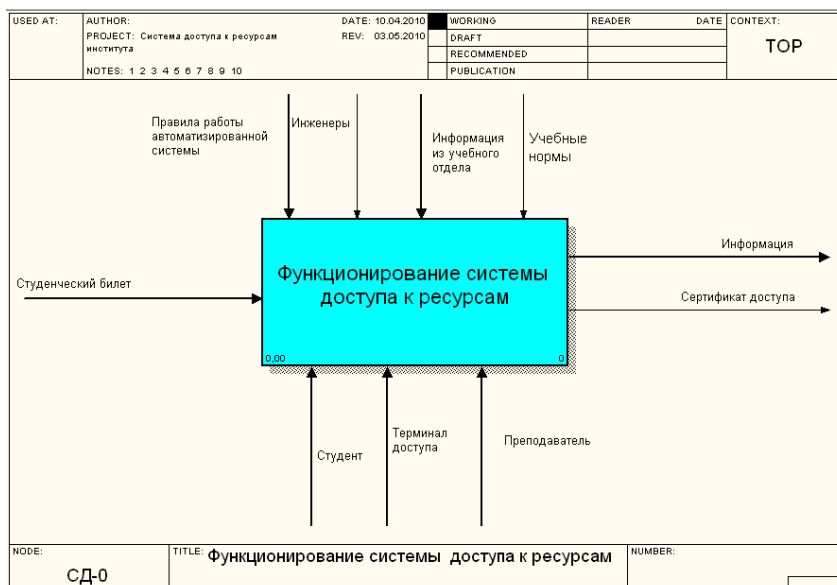 USED AT:
AUTHOR:
DATE: 10.04.2010
WORKING
READER
DATE
CONTEXT:
PROJECT: Система доступа к ресурсам
института
REV: 03.05.2010
DRAFT
RECOMMENDED
TOP
NOTES: 1 2 3 4 5 6 7 8 9 10
PUBLICATION
Правила работы
автоматизированной
системы
Инженеры
Информация
из учебного
отдела
Учебные
нормы
Студенческий билет
Функционирование системы
доступа к ресурсам
0,00
0
Информация
Сертификат доступа
Студент
Терминал
доступа
Преподаватель
NODE:
СД-0
TITLE: Функционирование системы доступа к ресурсам
NUMBER: